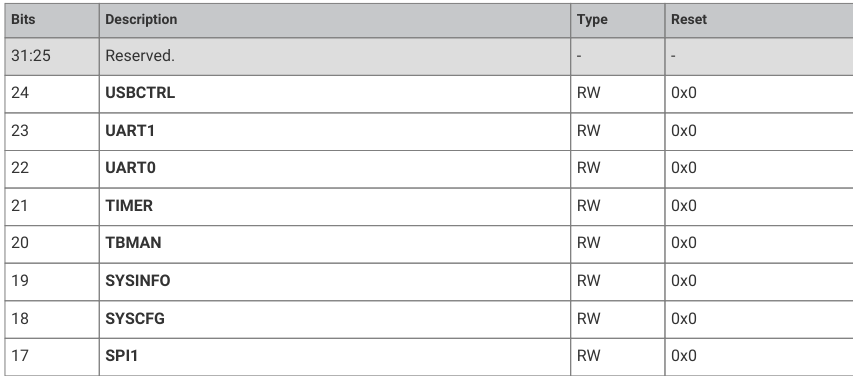 Bits Description Type Reset
31:25 Reserved. - -
24 USBCTRL RW 0x0
23 UART1 RW 0x0
22 UART0 RW 0x0
21 TIMER RW 0x0
20 TBMAN RW 0x0
19 SYSINFO RW 0x0
18 SYSCFG RW 0x0
17 SPI1 RW 0x0